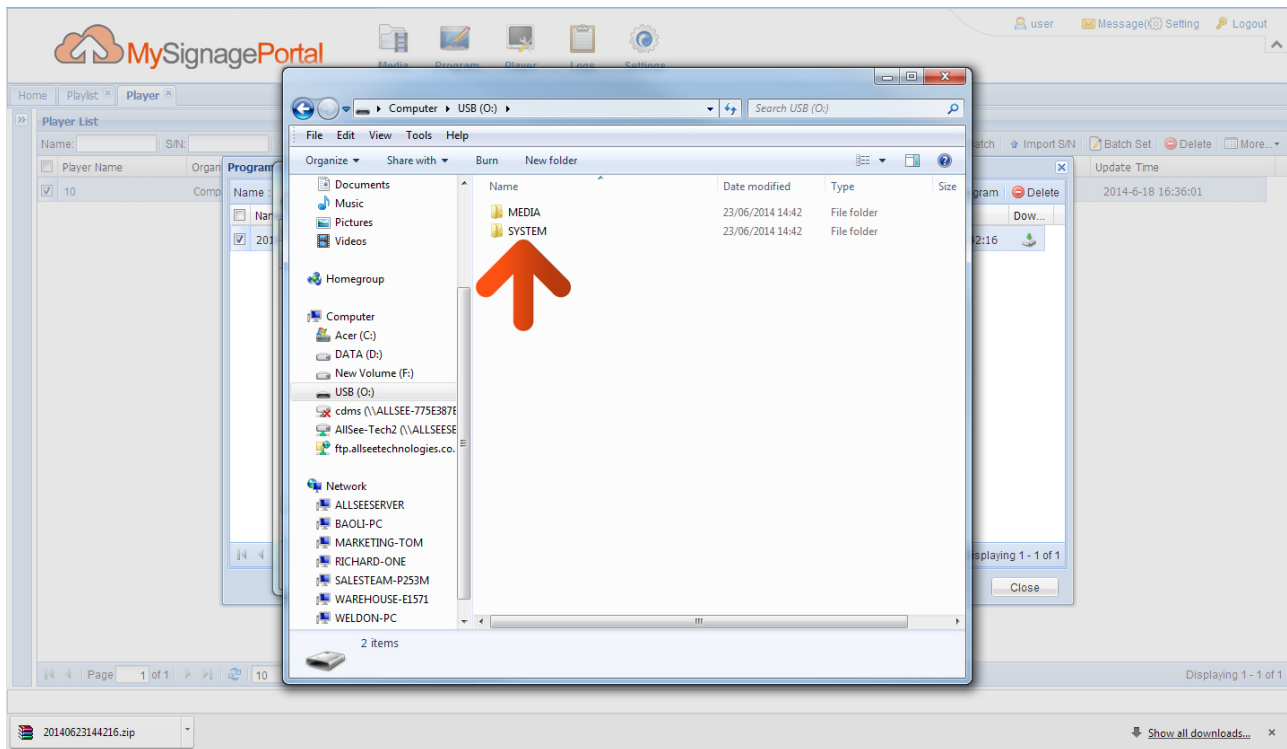 user Message( Setting Logout
MySignagePortal
Media Program Player Logs Settings
Home Playlist Player
Player List
Name: S/N: Import S/N Batch Set Delete More...
Player Name Organ Update Time
10 Comp 2014-6-18 16:36:01
Program
Name : gram Delete
Dow...
201 2:16
Computer USB (O:) Search USB (O:)
File Edit View Tools Help
Organize Share with Burn New folder
Documents
Music
Pictures
Videos
Homegroup
Computer
Acer (C:)
DATA (D:)
New Volume (F:)
USB (O:)
cdms (\\ALLSEE-775E387E
AllSee-Tech2 (\\ALLSEESE
ftp.allseetechnologies.co.
Network
ALLSEESERVER
BAOLI-PC
MARKETING-TOM
RICHARD-ONE
SALESTEAM-P253M
WAREHOUSE-E1571
WELDON-PC
Name Date modified Type Size
MEDIA 23/06/2014 14:42 File folder
SYSTEM 23/06/2014 14:42 File folder
2 items
isplaying 1 - 1 of 1
Close
Page 1 of 1 10 Displaying 1 - 1 of 1
20140623144216.zip Show all downloads...